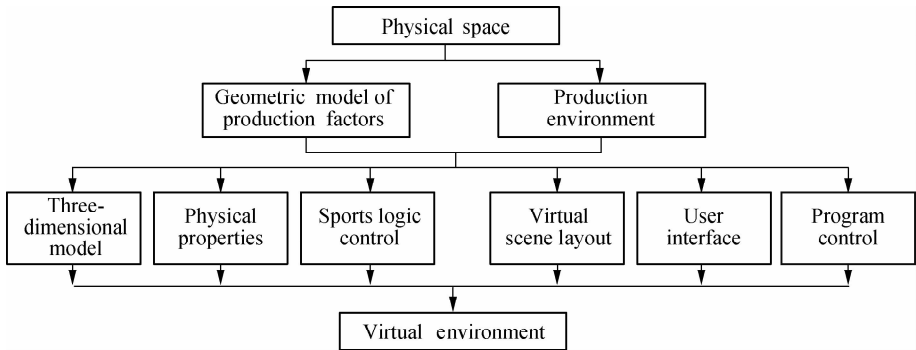 Physical space
Geometric model of
production factors
Production
environment
Three-
dimensional
model
Physical
properties
Sports logic
control
Virtual
scene layout
User
interface
Program
control
Virtual environment